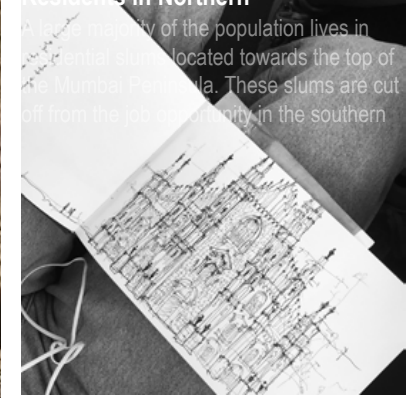 Residents in Northern
A large majority of the population lives in
residential slums located towards the top of
the Mumbai Peninsula. These slums are cut
off from the job opportunity in the southern